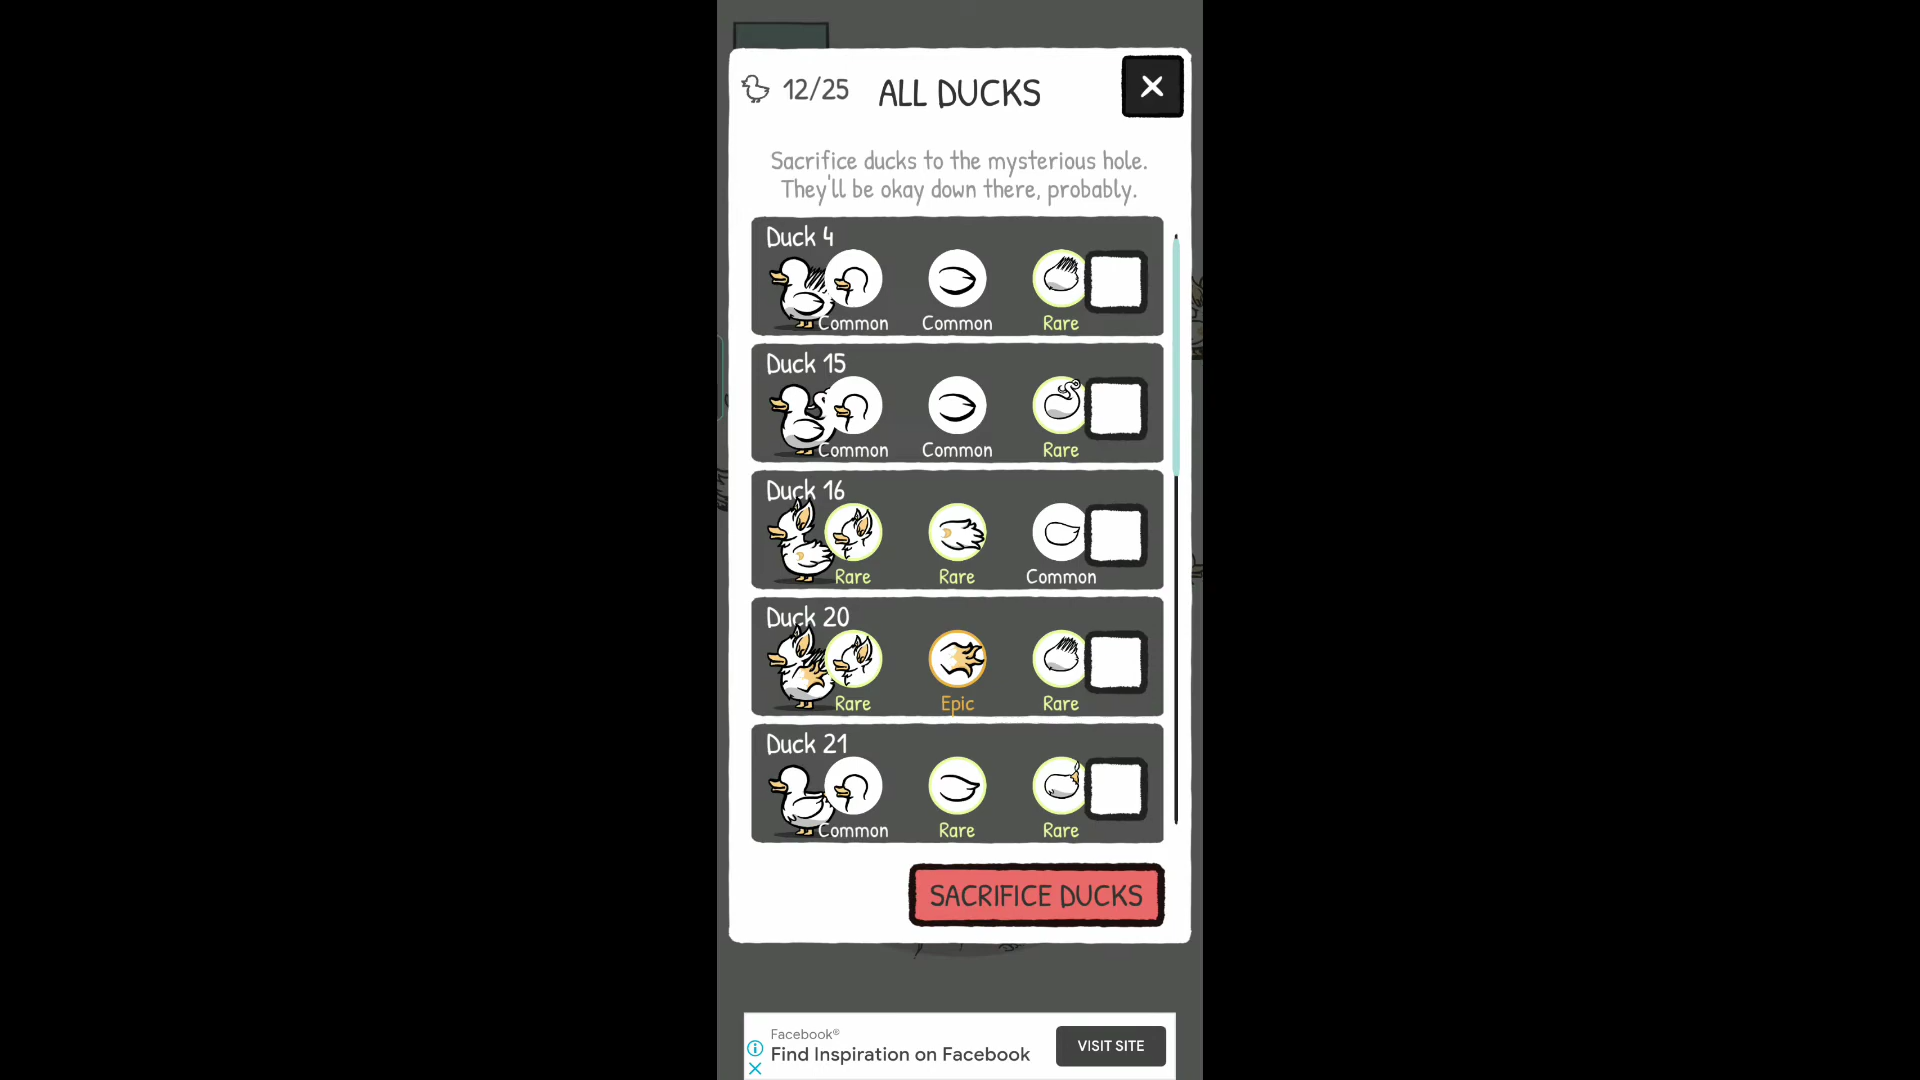 12/25 ALL DUCKS
Sacrifice ducks to the mysterious hole.
They'll be okay down there, probably.
Duck 4
Common Common Rare
Duck 15
Common Common Rare
Duck 16
Rare Rare Common
Duck 20
Rare Epic Rare
Duck 21
Common Rare Rare
SACRIFICE DUCKS
Facebook®
Find Inspiration on Facebook
VISIT SITE